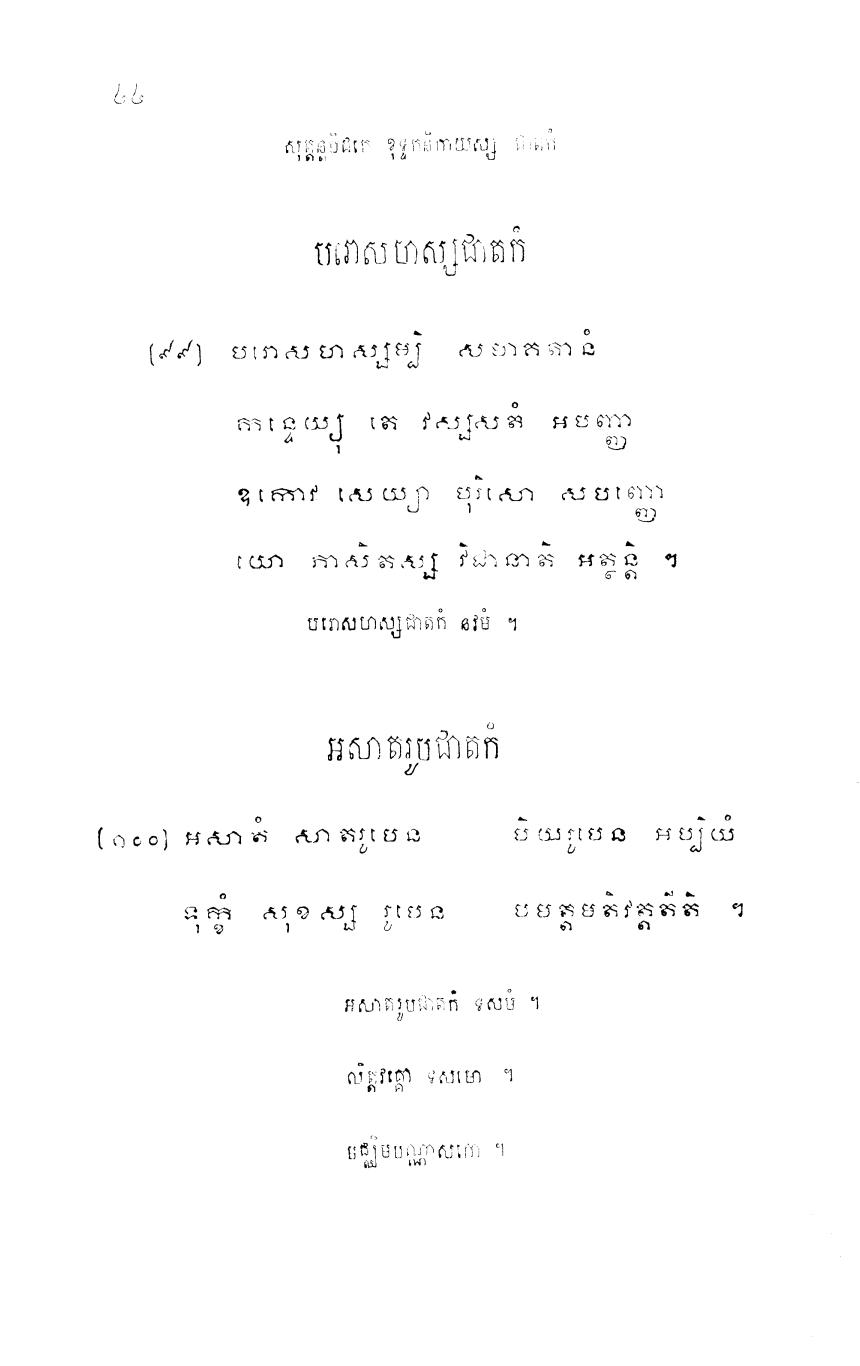 ៤៤
សុត្តន្តបិដកេ ខុទ្ទកនិកាយស្ស ជាតកំ
បរោសហស្សជាតកំ
(៩៩) បរោសហស្សម្បិ សមាគតានំ
កន្ទេយ្យុ តេ វស្សសតំ អបញ្ញា
ឯកោវ សេយ្យោ បុរិសោ សបញ្ញោ
យោ ភាសិតស្ស វិជានាតិ អត្ថន្តិ ។
បរោសហស្សជាតកំ នវមំ ។
អសាតរូបជាតកំ
(១០០) អសាតំ សាតរូបេន បិយរូបេន អប្បិយំ
ទុក្ខំ សុខស្ស រូបេន បមត្តមតិវត្តតីតិ ។
អសាតរូបជាតកំ ទសមំ ។
លិត្តវគ្គោ ទសមោ ។
មជ្ឈិមបណ្ណាសកោ ។